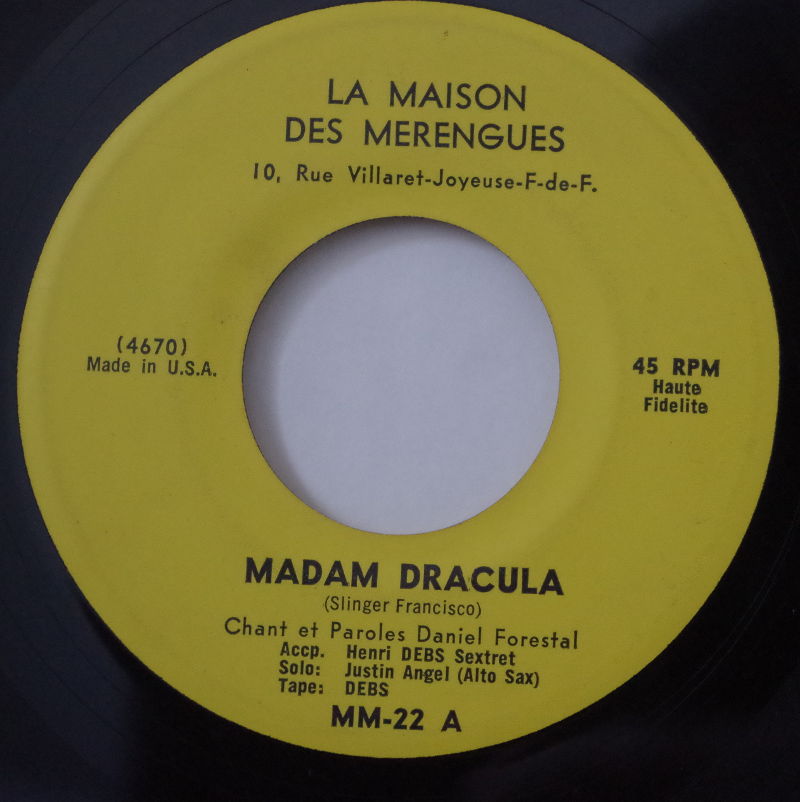 LA MAISON
DES MERENGUES
10, Rue Villaret-Joyeuse-F-de-F.
(4670)
Made in U.S.A.
45 RPM
Haute
Fidelite
MADAM DRACULA
(Slinger Francisco)
Chant et Paroles Daniel Forestal
Accp. Henri DEBS Sextret
Solo: Justin Angel (Alto Sax)
Tape: DEBS
MM-22 A